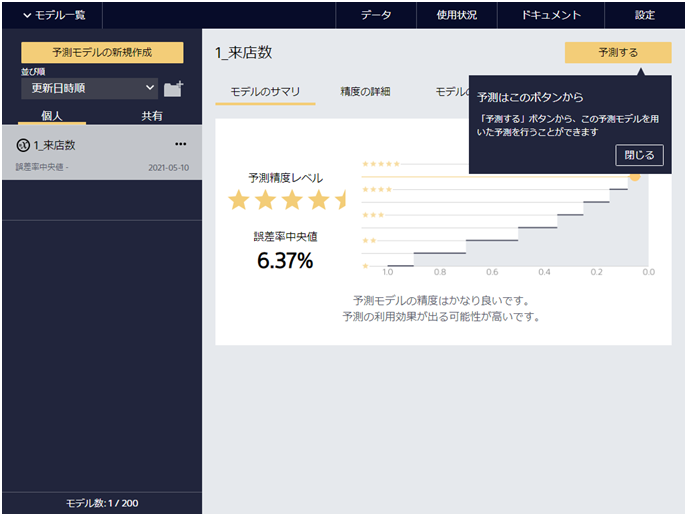 モデル一覧
データ
使用状況
ドキュメント
設定
予測モデルの新規作成
並び順
更新日時順
個人
共有
1_来店数
誤差率中央値 -
2021-05-10
モデル数: 1 / 200
1_来店数
予測する
モデルのサマリ
精度の詳細
モデルの
予測はこのボタンから
「予測する」ボタンから、この予測モデルを用
いた予測を行うことができます
閉じる
予測精度レベル
誤差率中央値
6.37%
1.0 0.8 0.6 0.4 0.2 0.0
予測モデルの精度はかなり良いです。
予測の利用効果が出る可能性が高いです。